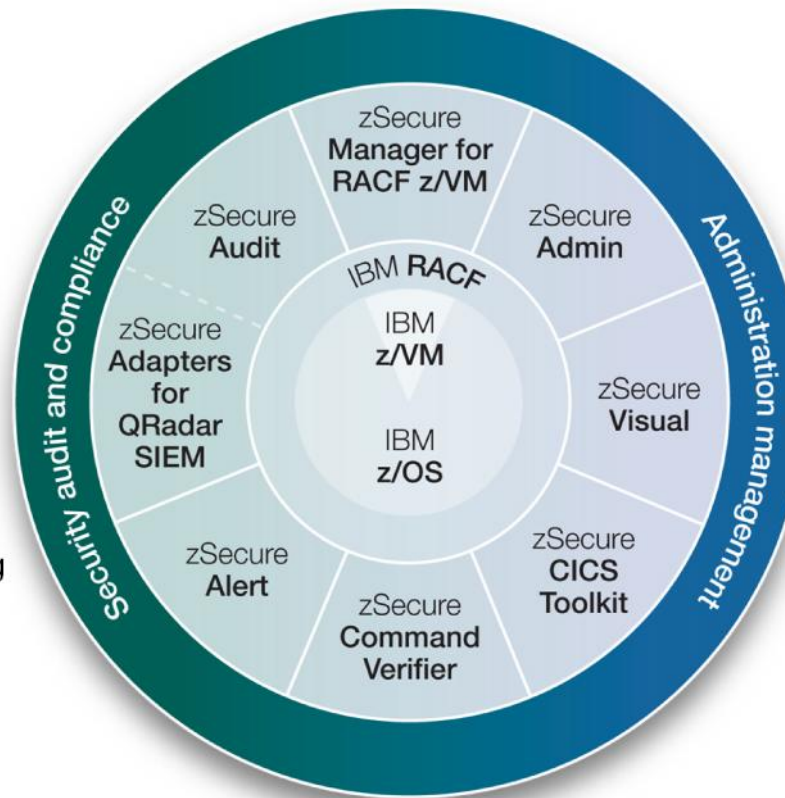 zSecure
Manager for
RACF z/VM
zSecure
Admin
zSecure
Visual
zSecure
CICS
Toolkit
zSecure
Command
Verifier
zSecure
Alert
zSecure
Adapters
for
QRadar
SIEM
zSecure
Audit
IBM RACF
IBM
z/VM
IBM
z/OS
Security audit and compliance
Administration management
g